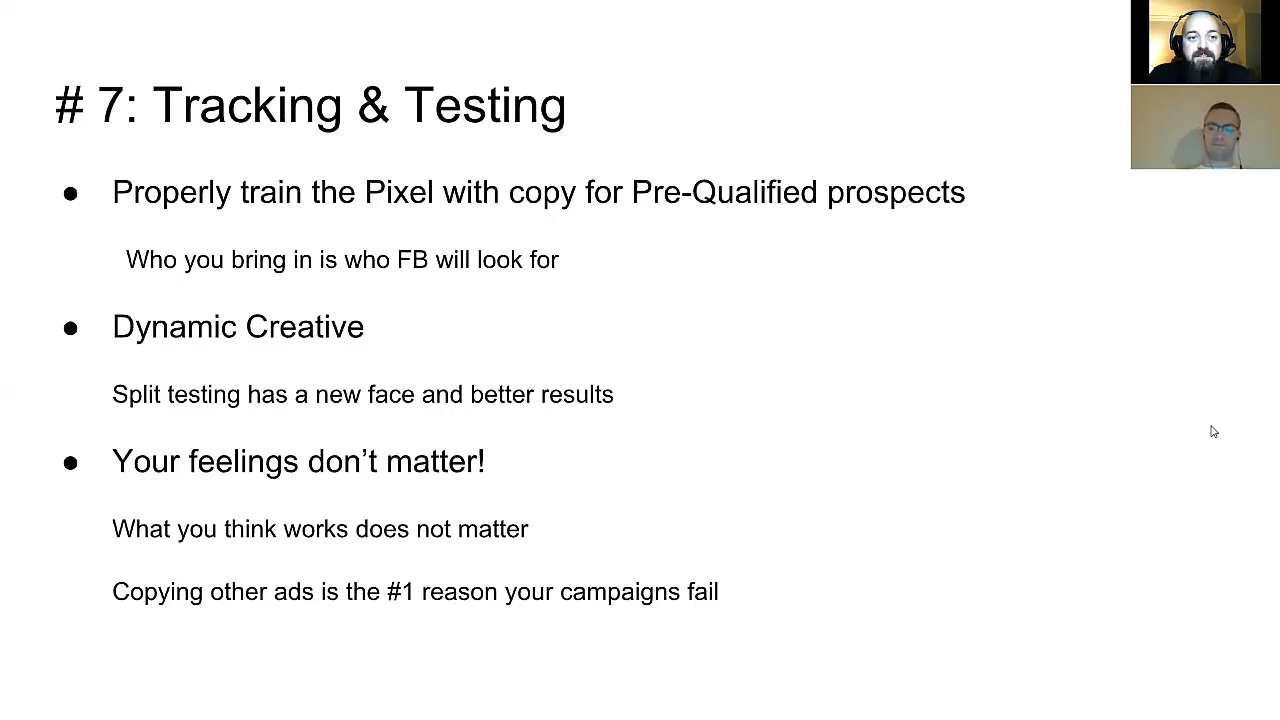 # 7: Tracking & Testing
● Properly train the Pixel with copy for Pre-Qualified prospects
Who you bring in is who FB will look for
● Dynamic Creative
Split testing has a new face and better results
● Your feelings don’t matter!
What you think works does not matter
Copying other ads is the #1 reason your campaigns fail